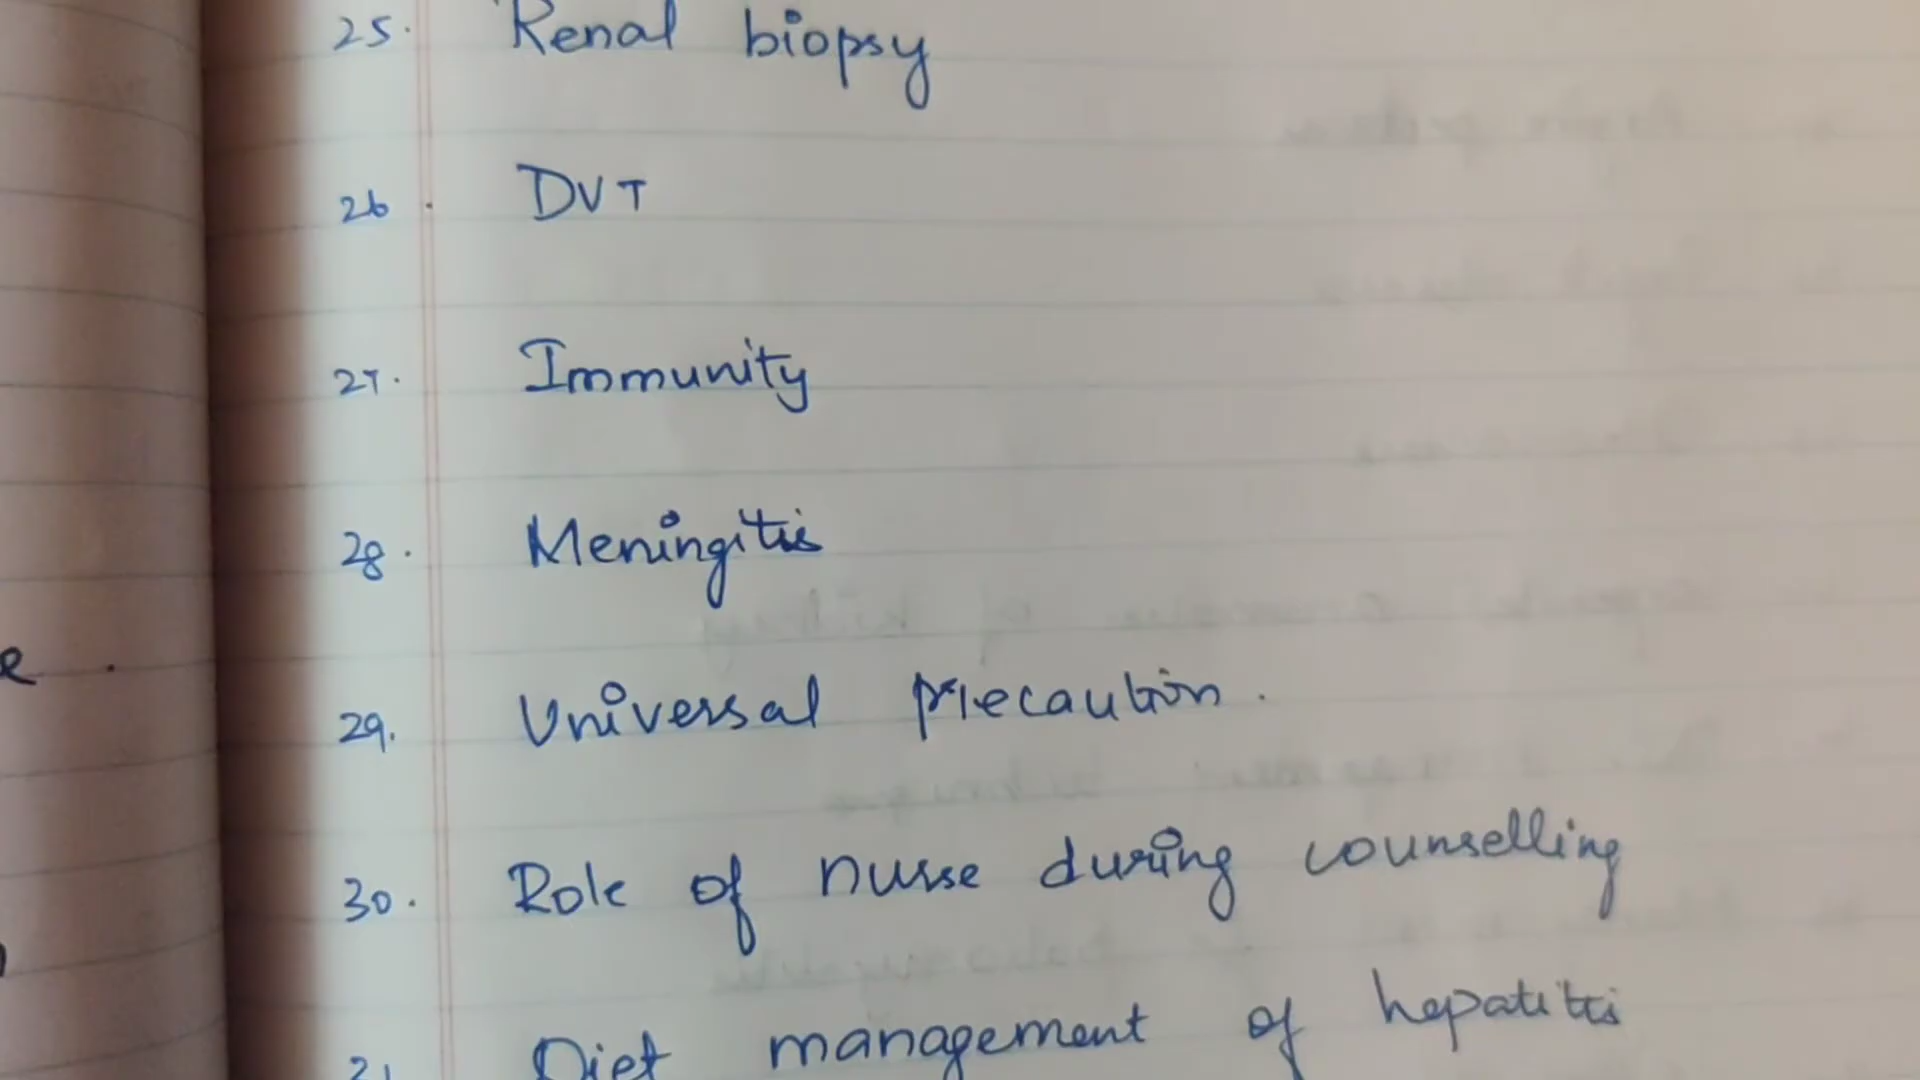 25. Renal biopsy
26. DVT
27. Immunity
28. Meningitis
29. Universal precaution.
30. Role of nurse during counselling
31 Diet management of hepatitis